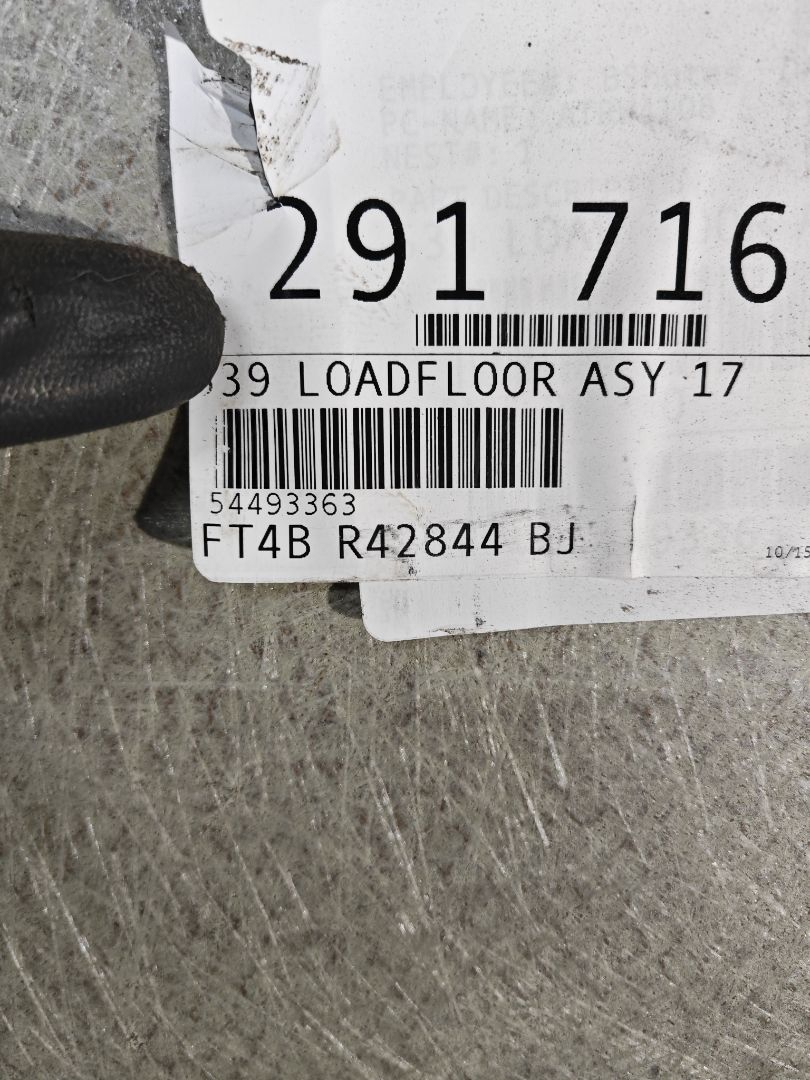 291 716
39 LOADFLOOR ASY 17
54493363
FT4B R42844 BJ
10/15